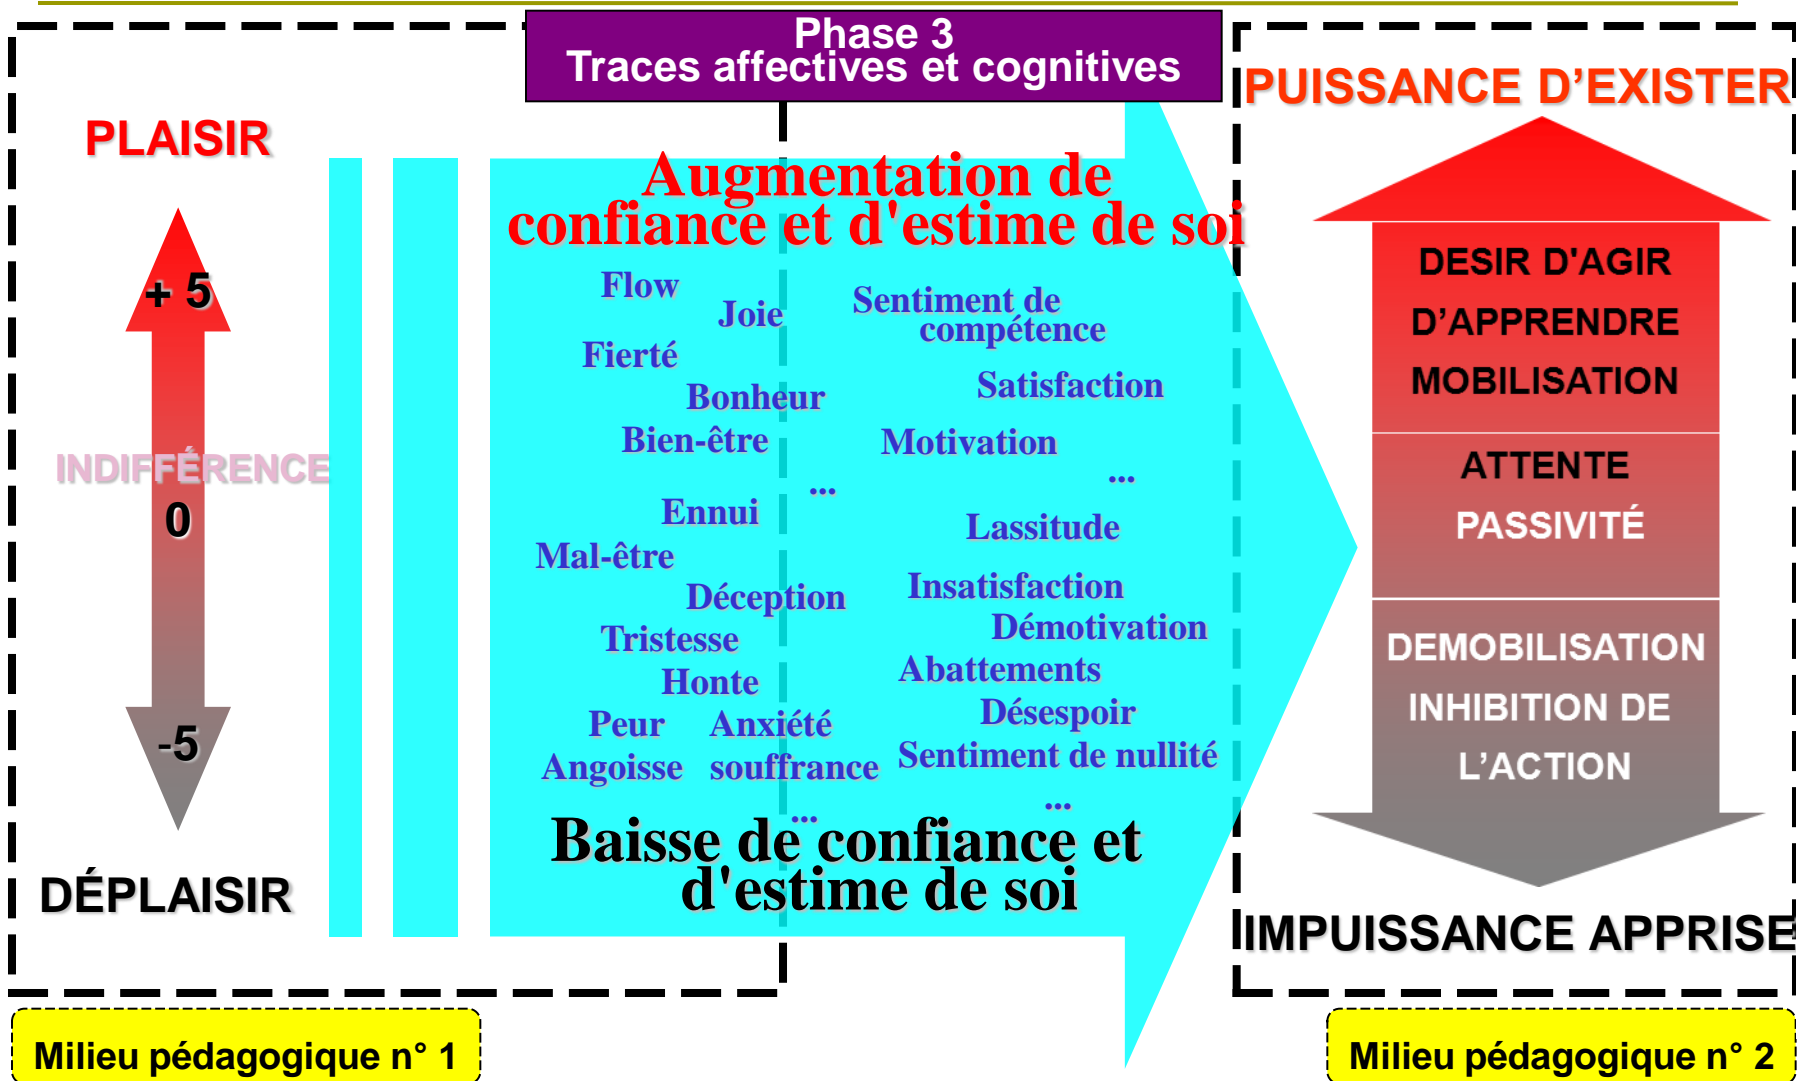 Phase 3
Traces affectives et cognitives
PLAISIR
+ 5
INDIFFÉRENCE
0
-5
DÉPLAISIR
Augmentation de
confiance et d'estime de soi
Flow
Joie
Fierté
Bonheur
Bien-être
...
Sentiment de
compétence
Satisfaction
Motivation
...
Ennui
Mal-être
Déception
Tristesse
Honte
Peur Anxiété
Angoisse souffrance
...
Lassitude
Insatisfaction
Démotivation
Abattements
Désespoir
Sentiment de nullité
...
Baisse de confiance et
d'estime de soi
PUISSANCE D’EXISTER
DESIR D'AGIR
D’APPRENDRE
MOBILISATION
ATTENTE
PASSIVITÉ
DEMOBILISATION
INHIBITION DE
L’ACTION
IMPUISSANCE APPRISE
Milieu pédagogique n° 1
Milieu pédagogique n° 2